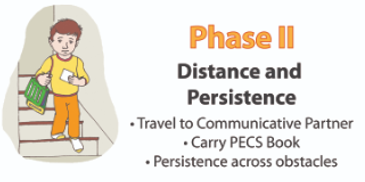 Phase II
Distance and
Persistence
• Travel to Communicative Partner
• Carry PECS Book
• Persistence across obstacles